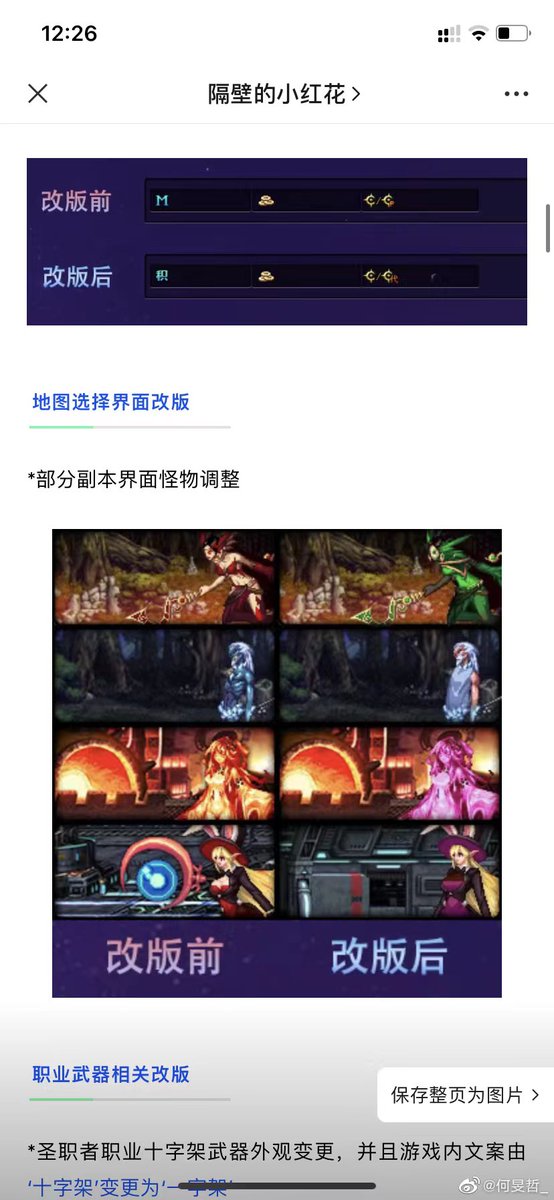 12:26
隔壁的小红花
改版前
M
改版后
积
代
地图选择界面改版
*部分副本界面怪物调整
改版前 改版后
职业武器相关改版
保存整页为图片
*圣职者职业十字架武器外观变更，并且游戏内文案由
‘十字架’变更为‘一字架’
@何旻哲_